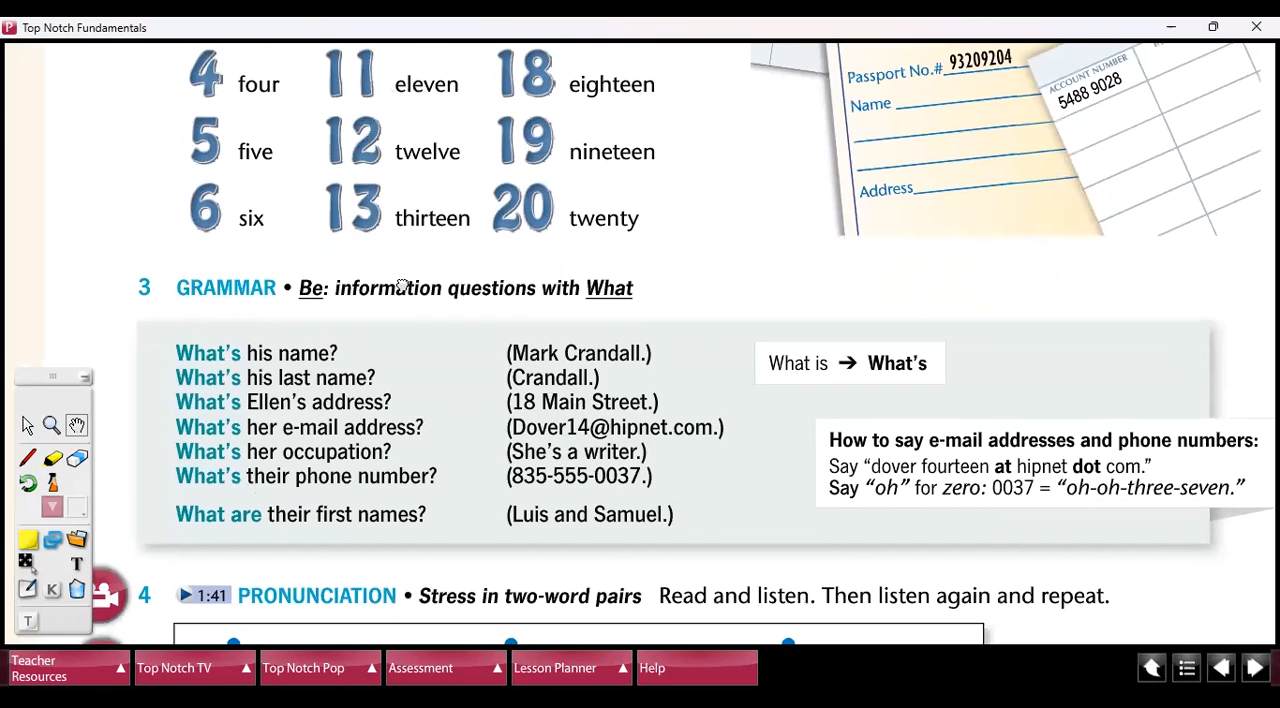 Top Notch Fundamentals
4 four 11 eleven 18 eighteen
5 five 12 twelve 19 nineteen
6 six 13 thirteen 20 twenty
Passport No.# 93209204
Name
Address
ACCOUNT NUMBER
5488 9028
3 GRAMMAR • Be: information questions with What
What's his name? (Mark Crandall.)
What's his last name? (Crandall.)
What's Ellen's address? (18 Main Street.)
What's her e-mail address? (Dover14@hipnet.com.)
What's her occupation? (She's a writer.)
What's their phone number? (835-555-0037.)
What are their first names? (Luis and Samuel.)
What is → What's
How to say e-mail addresses and phone numbers:
Say "dover fourteen at hipnet dot com."
Say "oh" for zero: 0037 = "oh-oh-three-seven."
4 1:41 PRONUNCIATION • Stress in two-word pairs Read and listen. Then listen again and repeat.
T
K
T
Teacher
Resources
Top Notch TV
Top Notch Pop
Assessment
Lesson Planner
Help